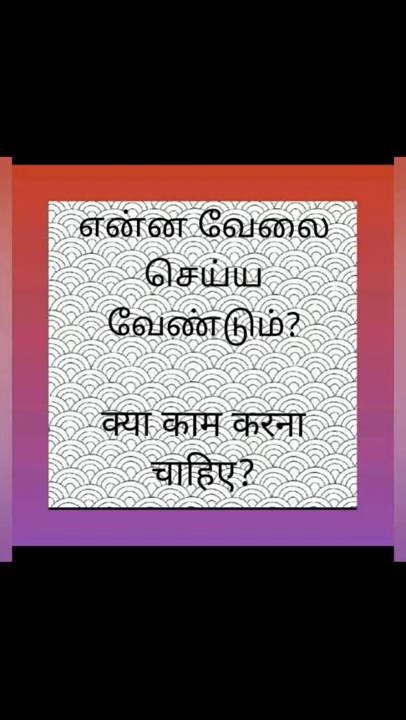 என்ன வேலை
செய்ய
வேண்டும்?
क्या काम करना
चाहिए?